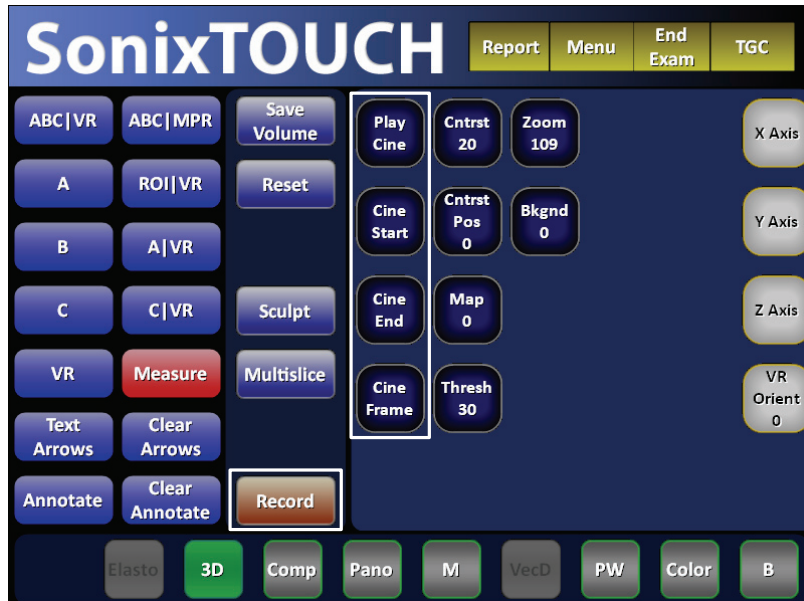 SonixTOUCH
Report
Menu
End
Exam
TGC
ABC|VR
ABC|MPR
Save
Volume
Play
Cine
Cntrst
20
Zoom
109
X Axis
A
ROI|VR
Reset
Cine
Start
Cntrst
Pos
0
Bkgnd
0
Y Axis
B
A|VR
C
C|VR
Sculpt
Cine
End
Map
0
Z Axis
VR
Measure
Multislice
Cine
Frame
Thresh
30
VR
Orient
0
Text
Arrows
Clear
Arrows
Annotate
Clear
Annotate
Record
Elasto
3D
Comp
Pano
M
VecD
PW
Color
B